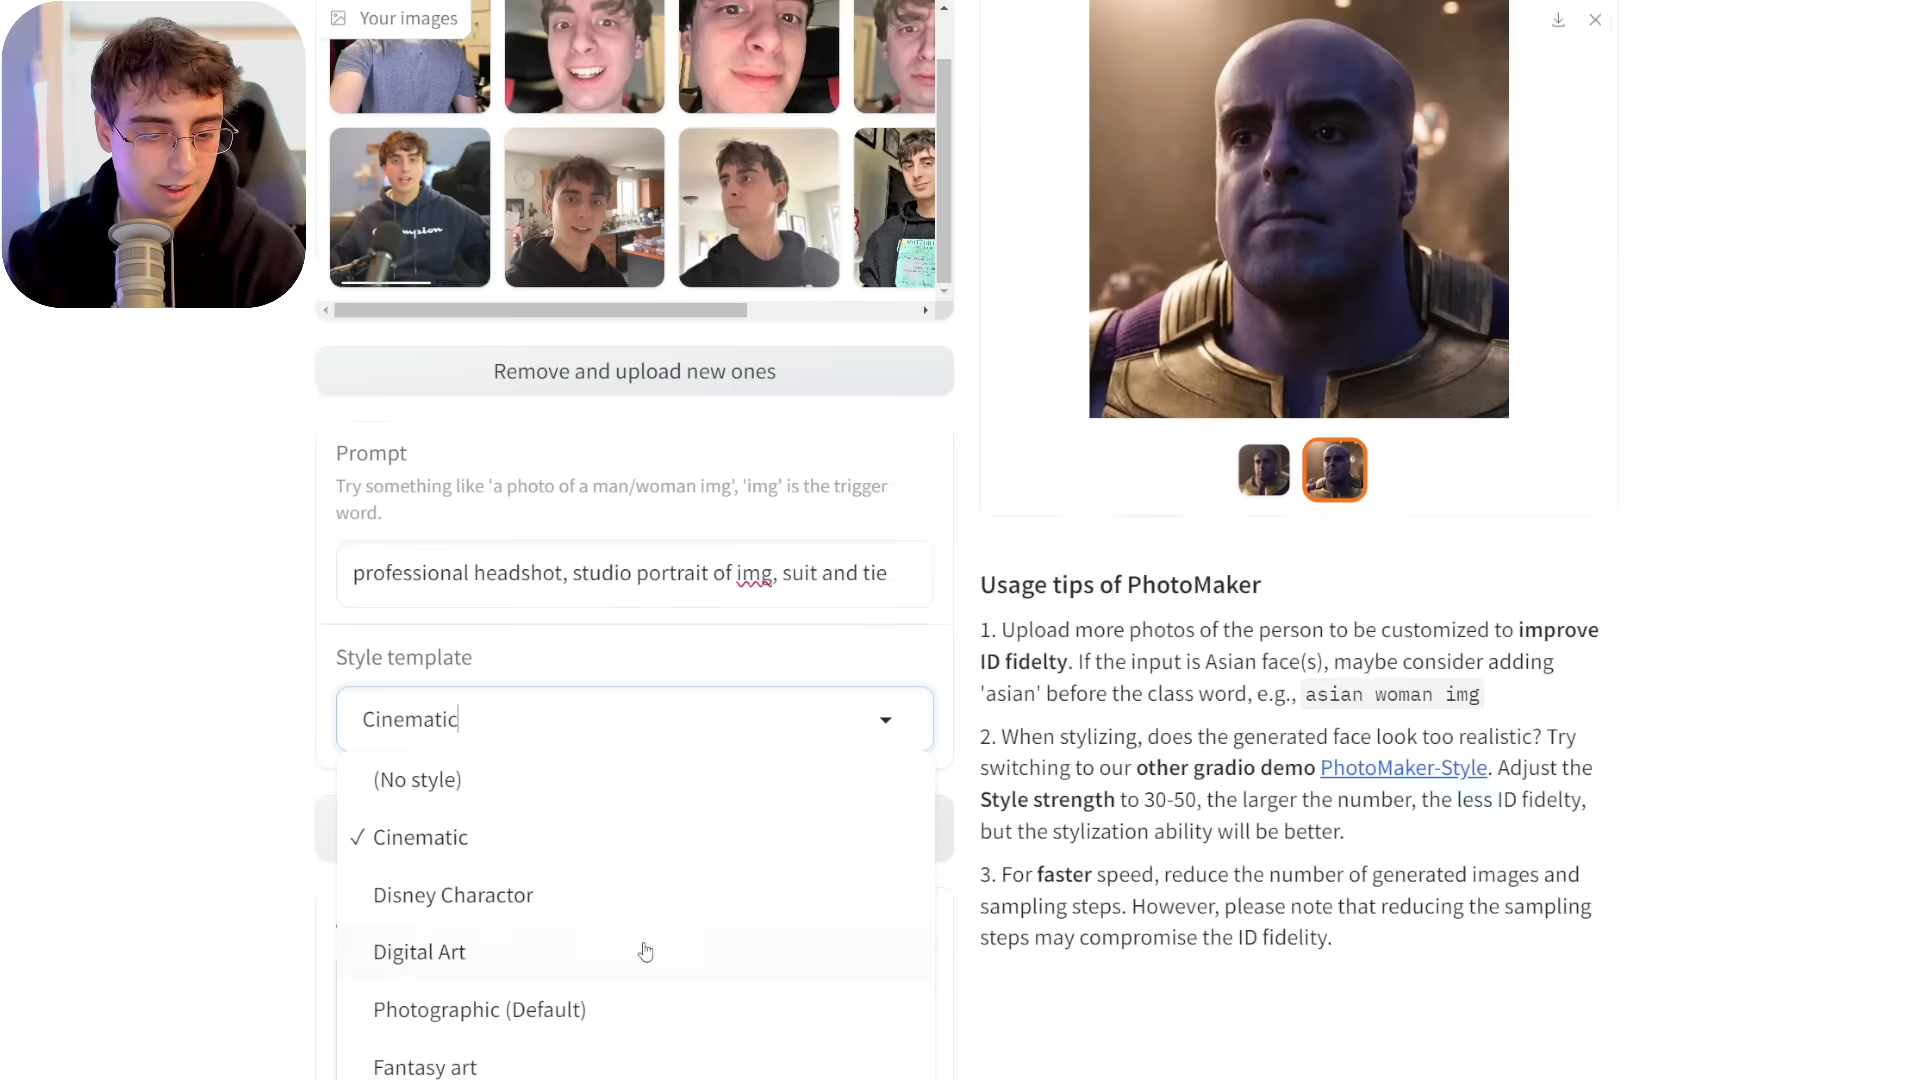 Your images
Remove and upload new ones
Prompt
Try something like 'a photo of a man/woman img', 'img' is the trigger
word.
professional headshot, studio portrait of img, suit and tie
Style template
Cinematic
(No style)
✓ Cinematic
Disney Charactor
Digital Art
Photographic (Default)
Fantasy art
Usage tips of PhotoMaker
1. Upload more photos of the person to be customized to improve
ID fidelty. If the input is Asian face(s), maybe consider adding
'asian' before the class word, e.g., asian woman img
2. When stylizing, does the generated face look too realistic? Try
switching to our other gradio demo PhotoMaker-Style. Adjust the
Style strength to 30-50, the larger the number, the less ID fidelty,
but the stylization ability will be better.
3. For faster speed, reduce the number of generated images and
sampling steps. However, please note that reducing the sampling
steps may compromise the ID fidelity.